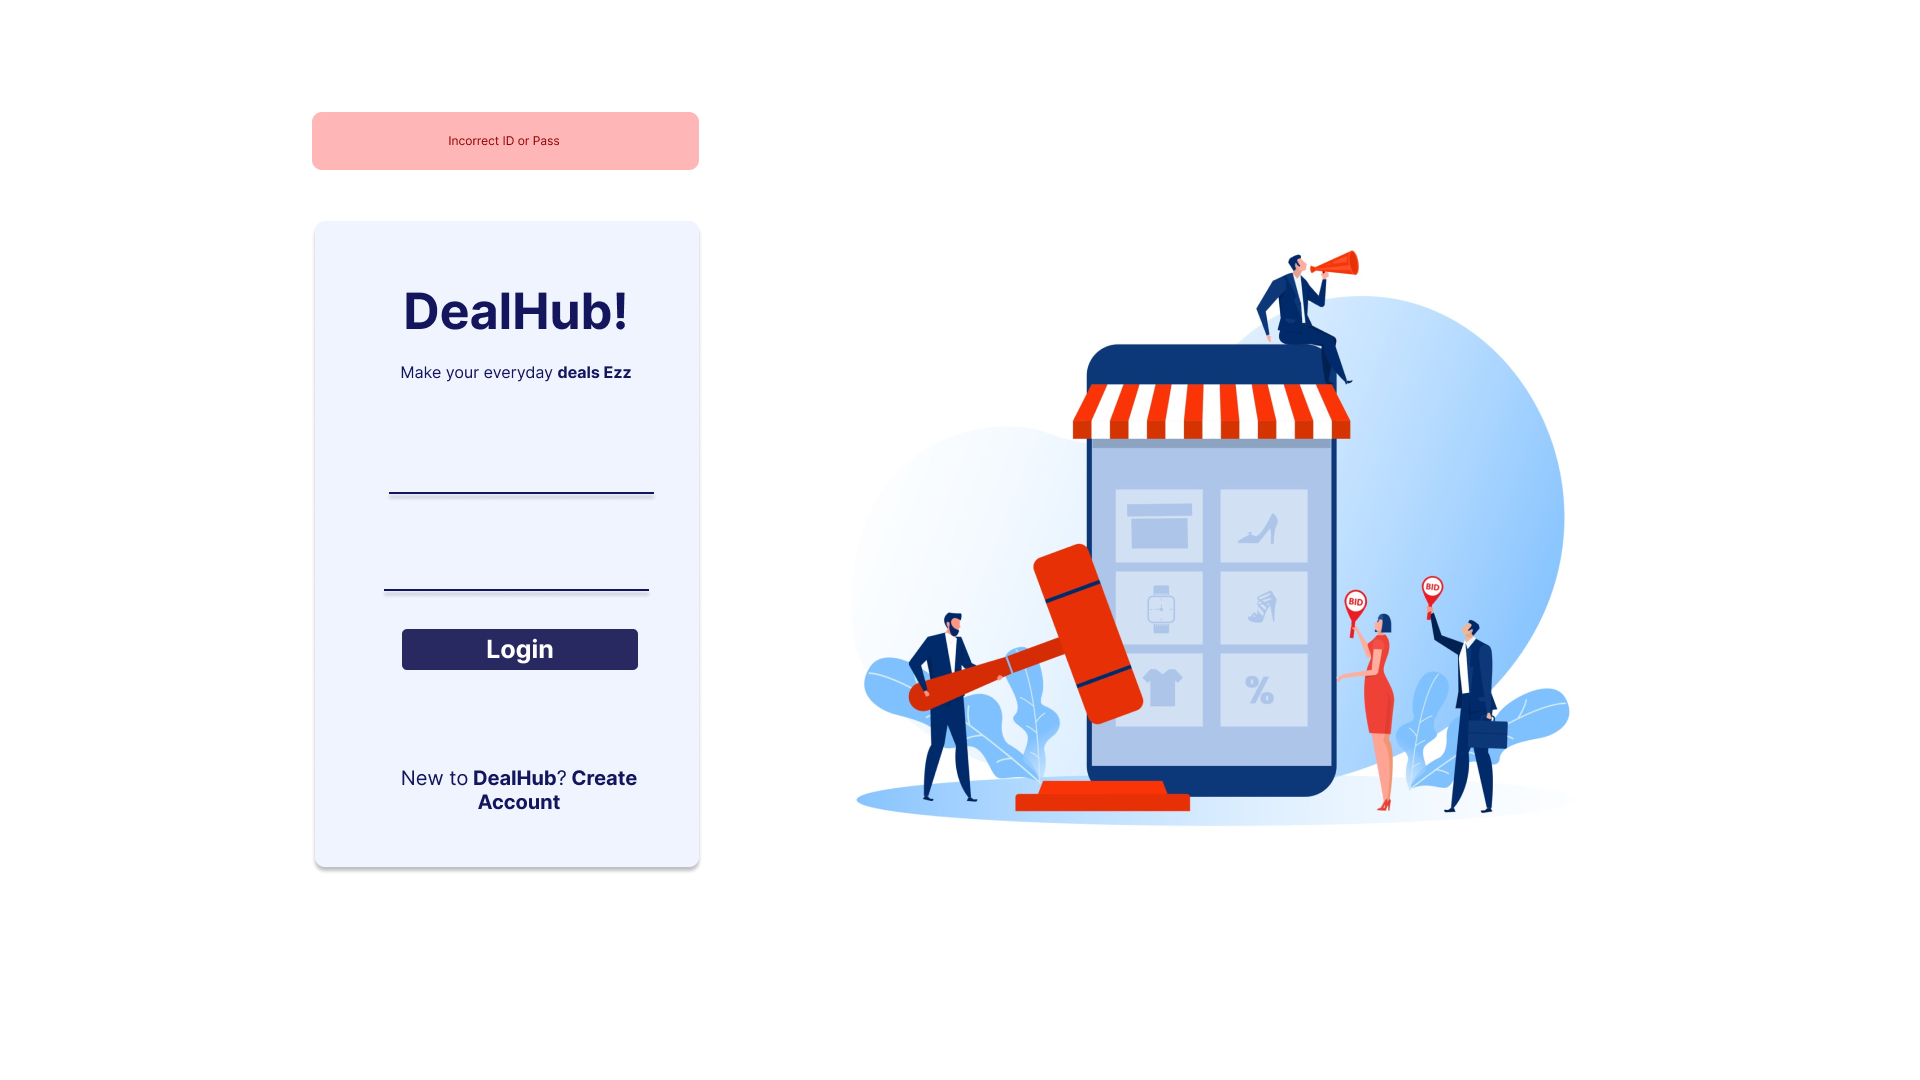 Incorrect ID or Pass
DealHub!
Make your everyday deals Ezz
Login
New to DealHub? Create
Account
BID
BID
%